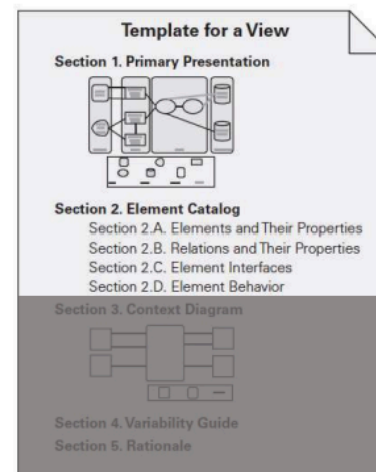 Template for a View
Section 1. Primary Presentation
Section 2. Element Catalog
Section 2.A. Elements and Their Properties
Section 2.B. Relations and Their Properties
Section 2.C. Element Interfaces
Section 2.D. Element Behavior
Section 3. Context Diagram
Section 4. Variability Guide
Section 5. Rationale